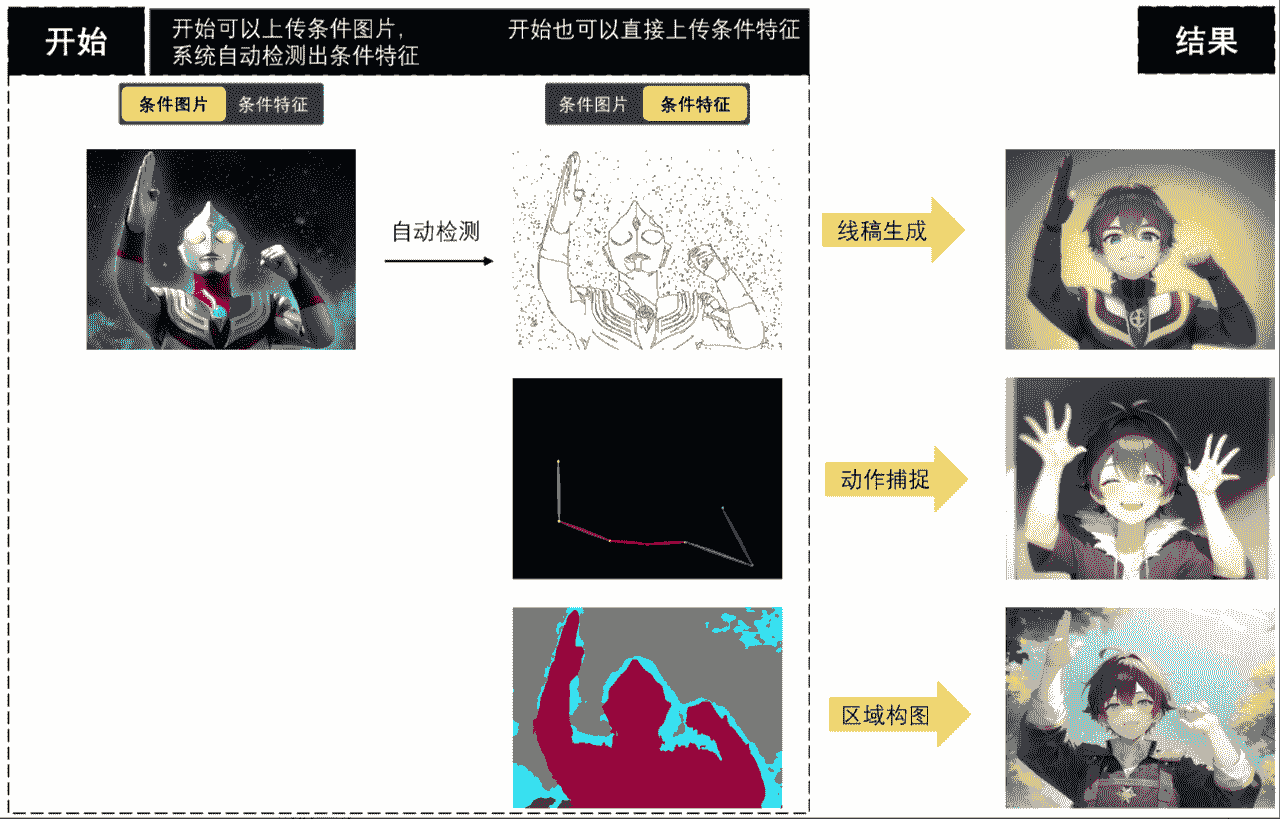 开始
开始可以上传条件图片,
系统自动检测出条件特征
开始也可以直接上传条件特征
结果
条件图片 条件特征
条件图片 条件特征
自动检测
线稿生成
动作捕捉
区域构图